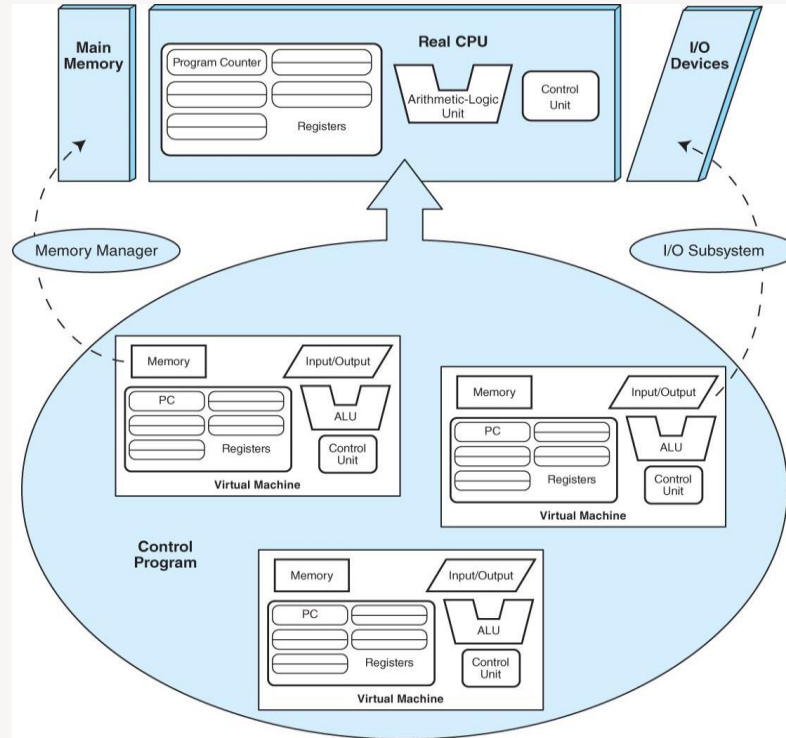 Main
Memory
Real CPU
Program Counter
Registers
Arithmetic-Logic
Unit
Control
Unit
I/O
Devices
Memory Manager
I/O Subsystem
Memory
Input/Output
PC
ALU
Registers
Control
Unit
Virtual Machine
Memory
Input/Output
PC
ALU
Registers
Control
Unit
Virtual Machine
Control
Program
Memory
Input/Output
PC
ALU
Registers
Control
Unit
Virtual Machine